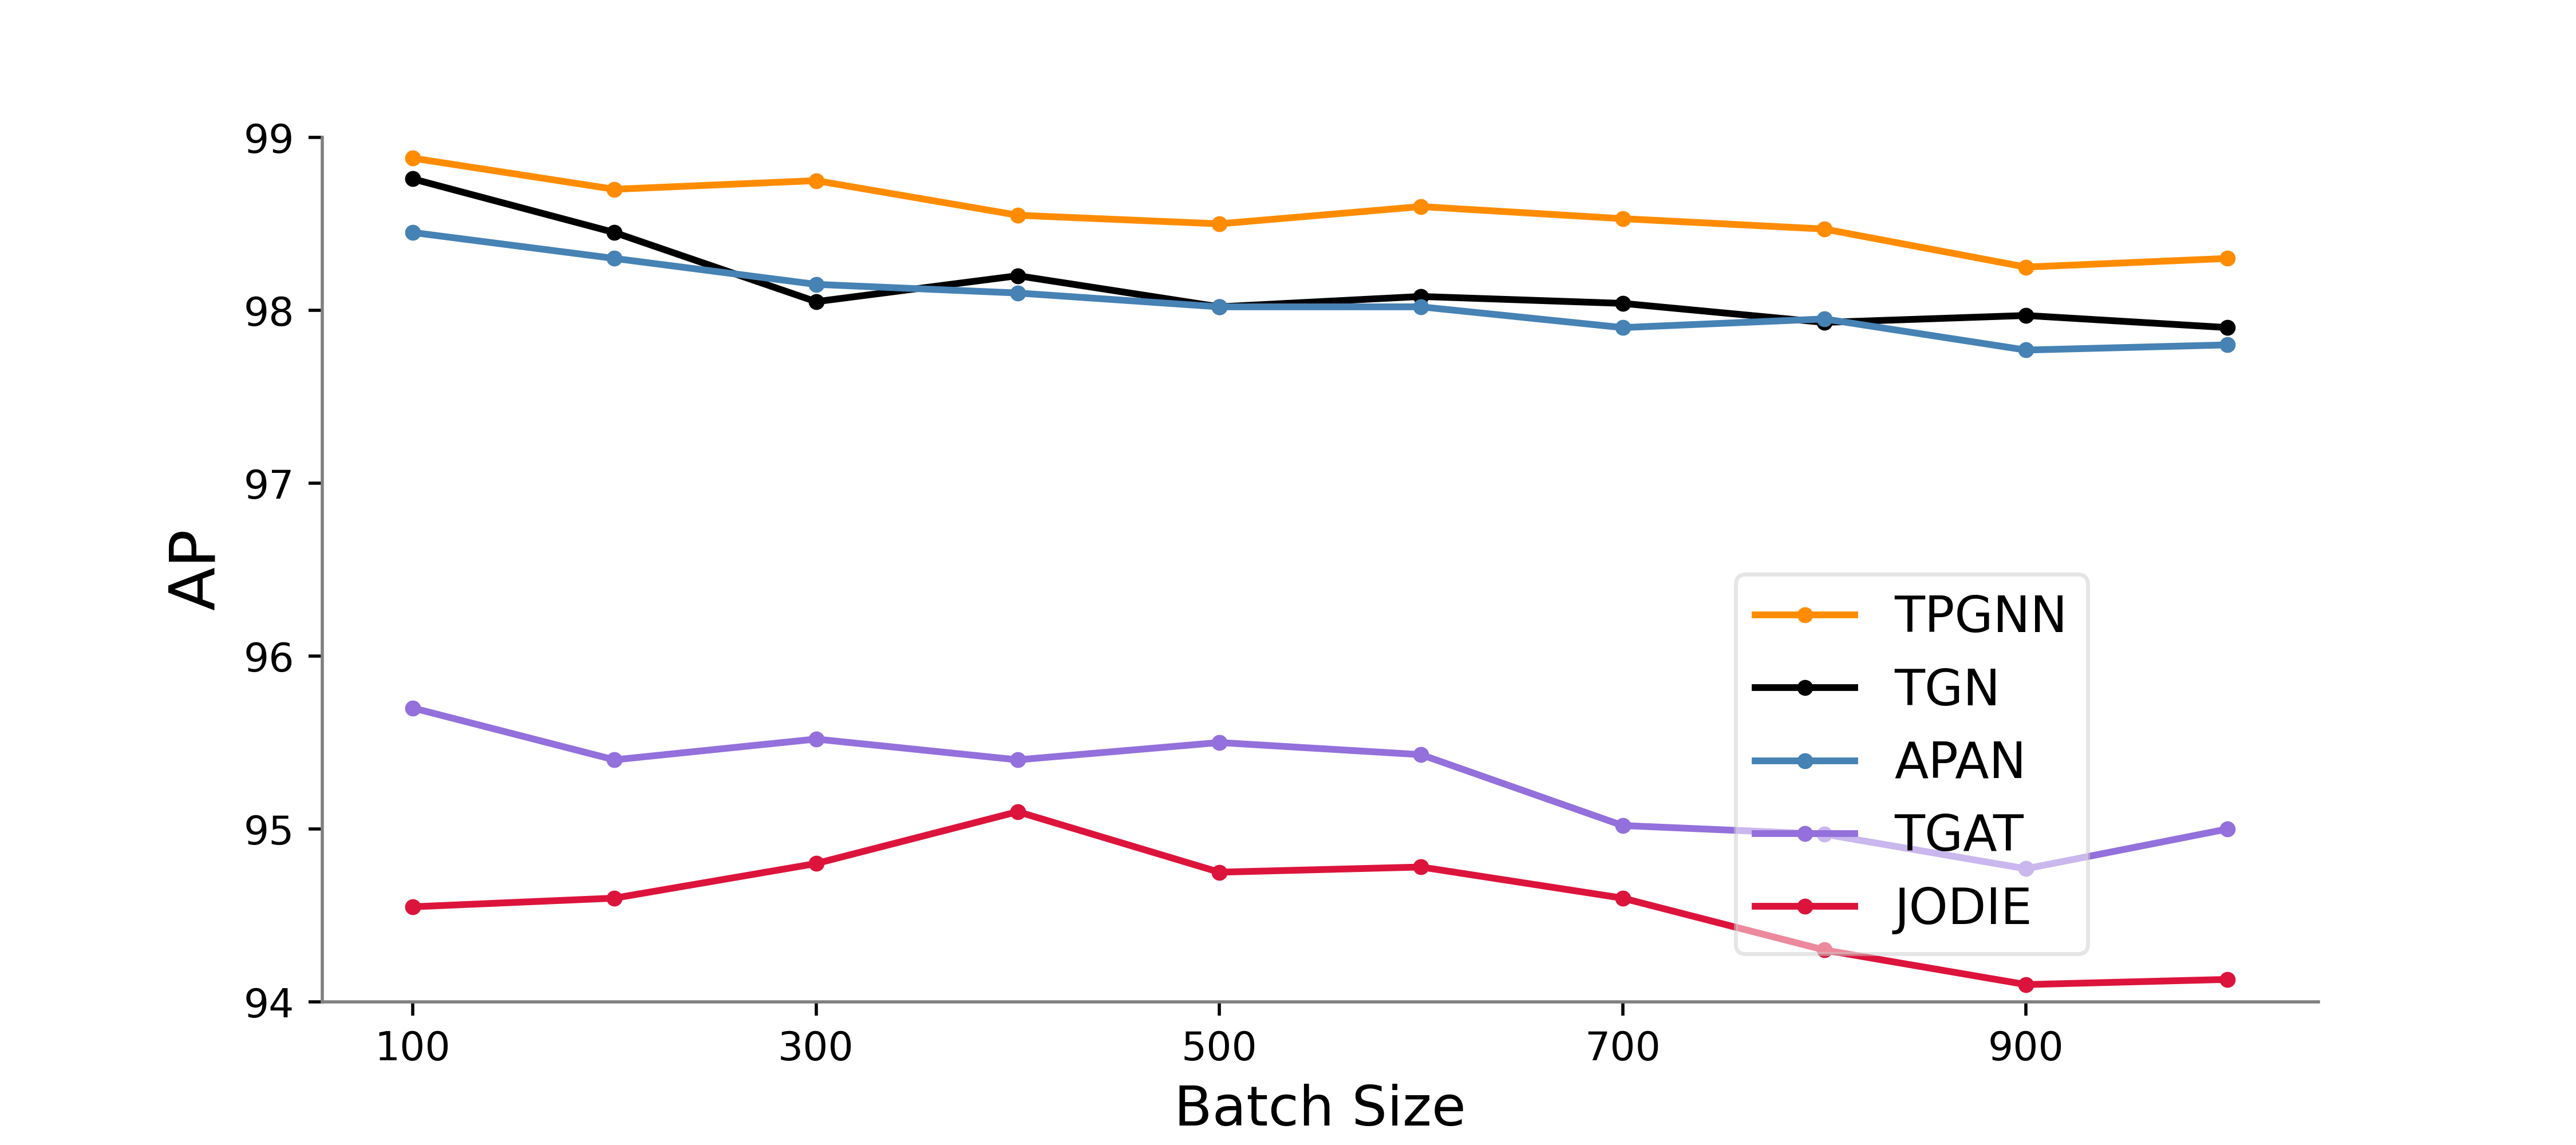 99
98
97
96
95
94
AP
100 300 500 700 900
Batch Size
TPGNN
TGN
APAN
TGAT
JODIE